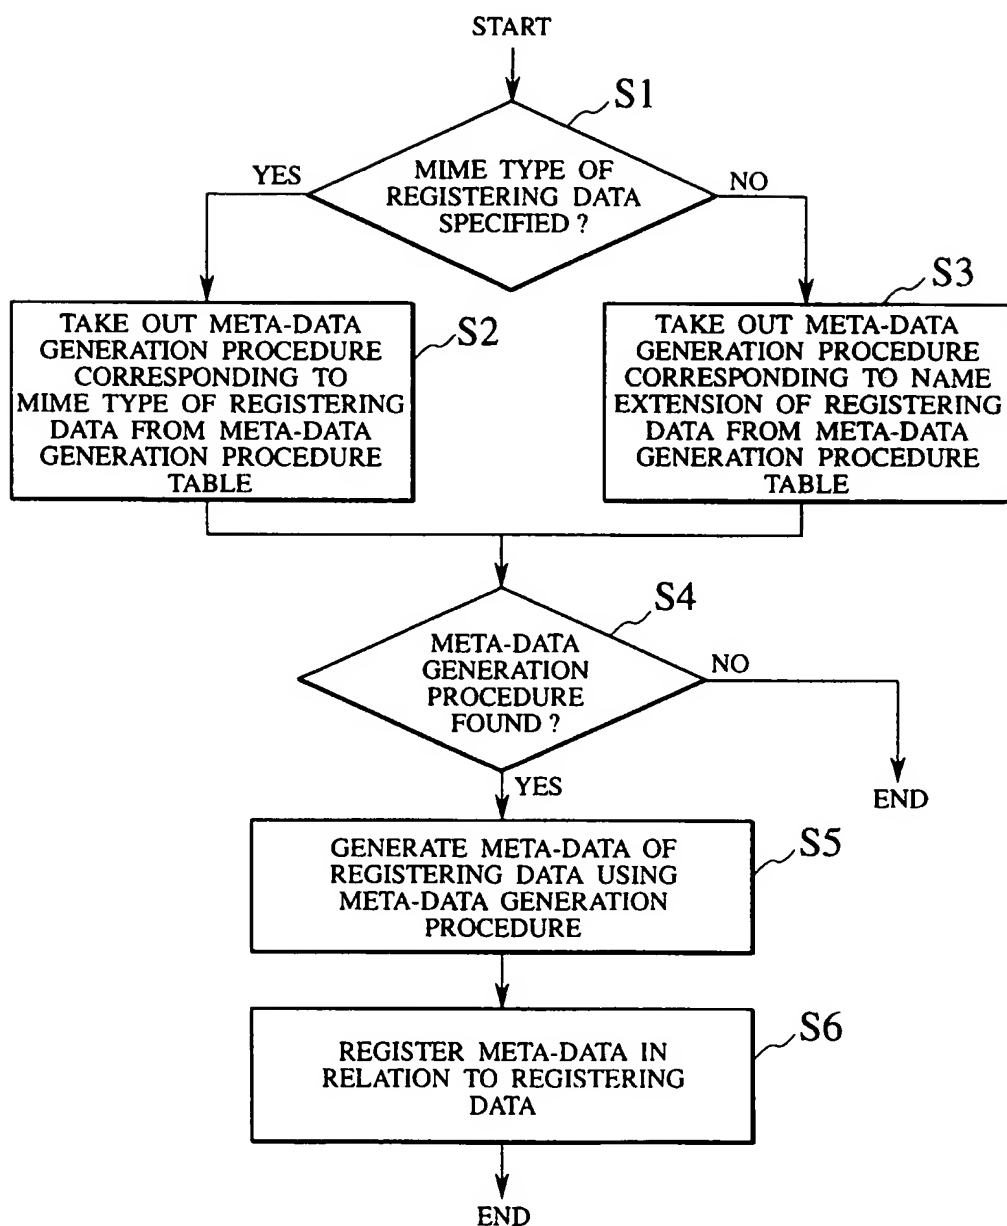 START
S1
MIME TYPE OF
REGISTERING DATA
SPECIFIED ?
YES
NO
S2
TAKE OUT META-DATA
GENERATION PROCEDURE
CORRESPONDING TO
MIME TYPE OF REGISTERING
DATA FROM META-DATA
GENERATION PROCEDURE
TABLE
S3
TAKE OUT META-DATA
GENERATION PROCEDURE
CORRESPONDING TO NAME
EXTENSION OF REGISTERING
DATA FROM META-DATA
GENERATION PROCEDURE
TABLE
S4
META-DATA
GENERATION
PROCEDURE
FOUND ?
NO
END
YES
S5
GENERATE META-DATA OF
REGISTERING DATA USING
META-DATA GENERATION
PROCEDURE
S6
REGISTER META-DATA IN
RELATION TO REGISTERING
DATA
END